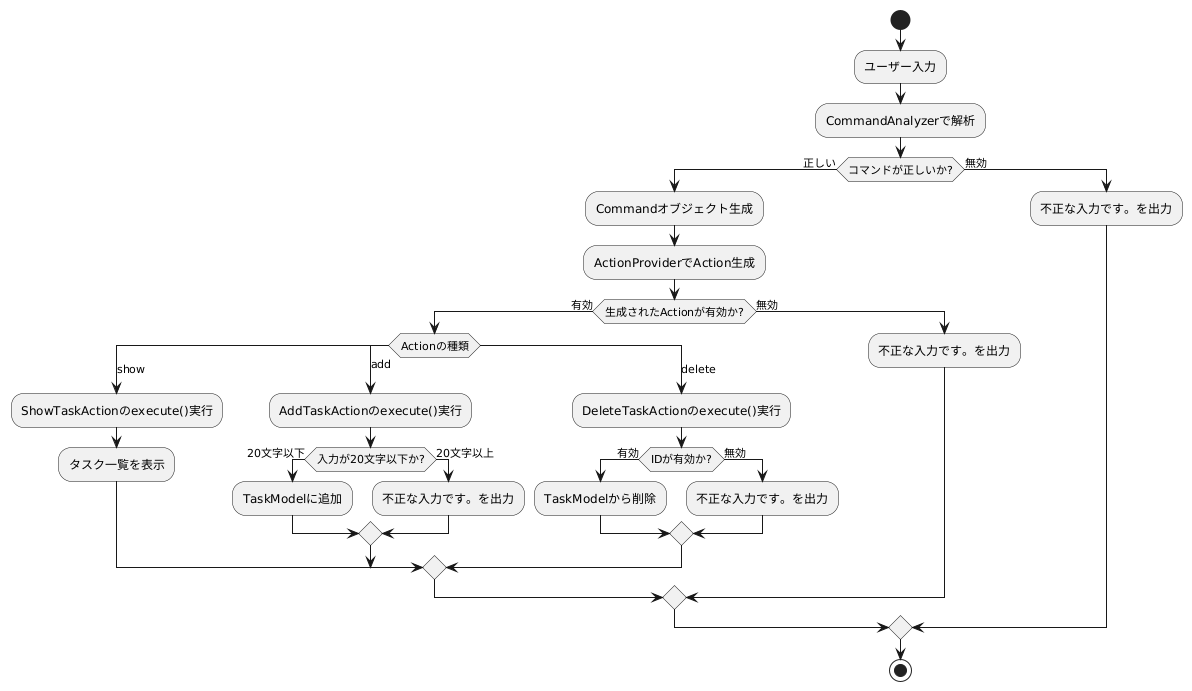 ユーザー入力
CommandAnalyzerで解析
正しい
コマンドが正しいか?
無効
Commandオブジェクト生成
不正な入力です。を出力
ActionProviderでAction生成
有効
生成されたActionが有効か?
無効
Actionの種類
不正な入力です。を出力
show
add
delete
ShowTaskActionのexecute()実行
AddTaskActionのexecute()実行
DeleteTaskActionのexecute()実行
タスク一覧を表示
20文字以下
入力が20文字以下か?
20文字以上
有効
IDが有効か?
無効
TaskModelに追加
不正な入力です。を出力
TaskModelから削除
不正な入力です。を出力